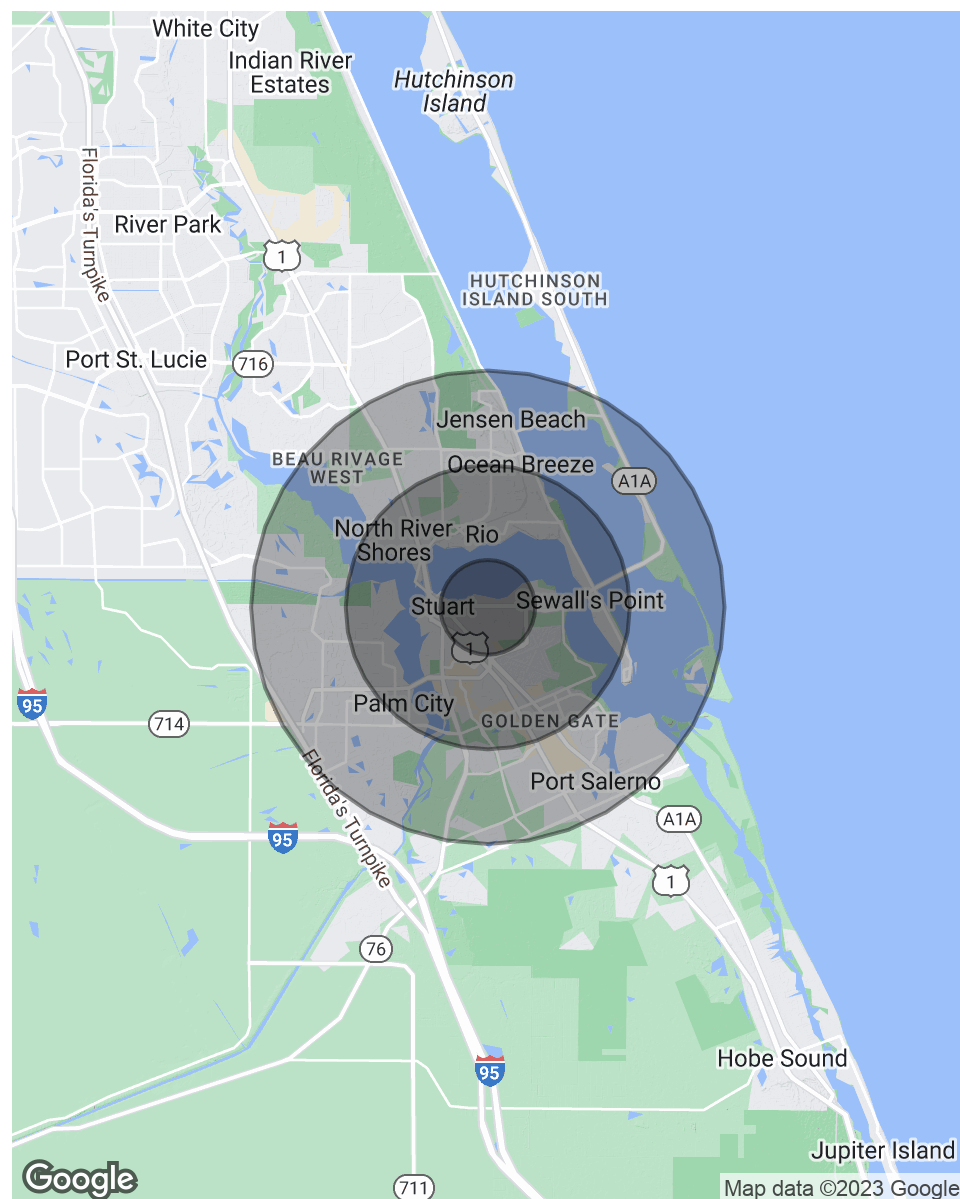 White City
Indian River
Estates
Hutchinson
Island
Florida's Turnpike
River Park
1
HUTCHINSON
ISLAND SOUTH
Port St. Lucie
716
Jensen Beach
BEAU RIVAGE
WEST
Ocean Breeze
A1A
North River
Shores
Rio
Stuart
Sewall's Point
1
95
714
Palm City
GOLDEN GATE
Port Salerno
Florida's Turnpike
95
A1A
1
76
95
Hobe Sound
Jupiter Island
711
Google
Map data ©2023 Google